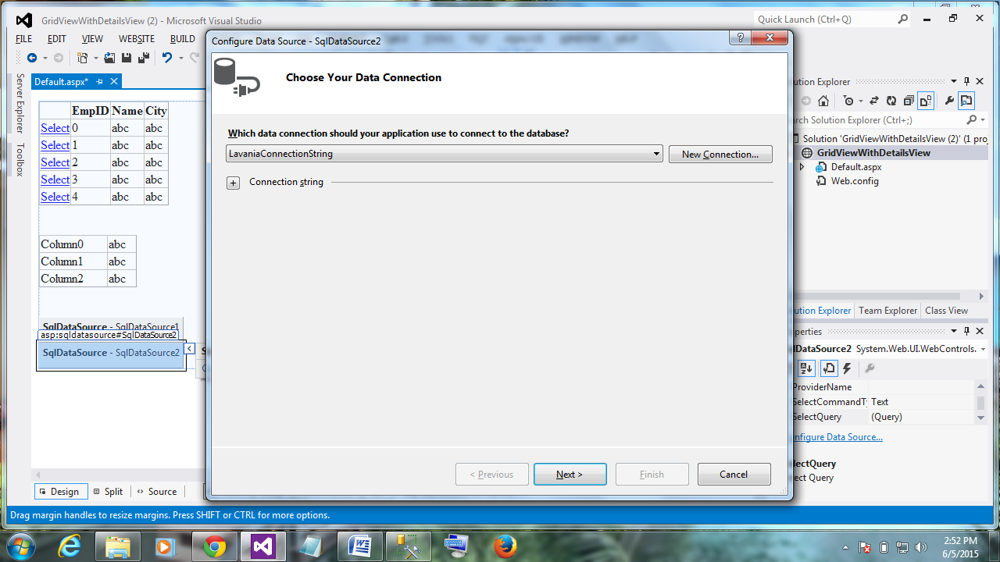 GridViewWithDetailsView (2) - Microsoft Visual Studio
Quick Launch (Ctrl+Q)
FILE EDIT VIEW WEBSITE BUILD
Default.aspx*
Server Explorer
Toolbox
EmpID Name City
Select 0 abc abc
Select 1 abc abc
Select 2 abc abc
Select 3 abc abc
Select 4 abc abc
Column0 abc
Column1 abc
Column2 abc
SqlDataSource - SqlDataSource1
asp:sqldatasource#SqlDataSource2
SqlDataSource - SqlDataSource2
Design Split Source
Configure Data Source - SqlDataSource2
Choose Your Data Connection
Which data connection should your application use to connect to the database?
LavaniaConnectionString
New Connection...
+ Connection string
< Previous Next > Finish Cancel
ution Explorer
rch Solution Explorer (Ctrl+;)
Solution 'GridViewWithDetailsView (2)' (1 proj
GridViewWithDetailsView
Default.aspx
Web.config
ution Explorer Team Explorer Class View
perties
lDataSource2 System.Web.UI.WebControls.
ProviderName
SelectCommandT Text
SelectQuery (Query)
nfigure Data Source...
lectQuery
ect Query
Drag margin handles to resize margins. Press SHIFT or CTRL for more options.
2:52 PM
6/5/2015